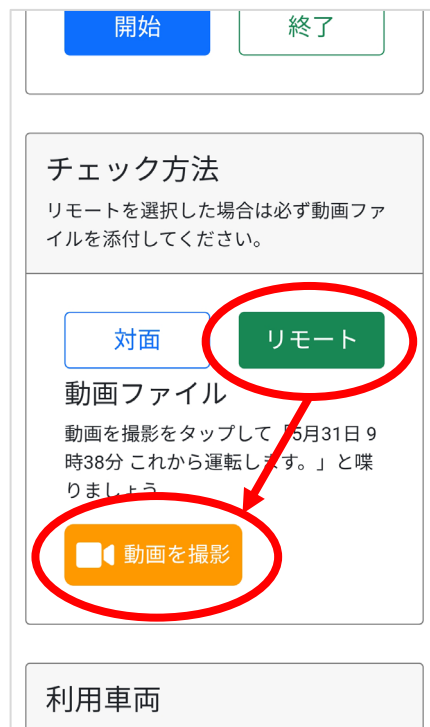 開始
終了
チェック方法
リモートを選択した場合は必ず動画ファ
イルを添付してください。
対面
リモート
動画ファイル
動画を撮影をタップして「5月31日 9
時38分 これから運転します。」と喋
りましょう
動画を撮影
利用車両